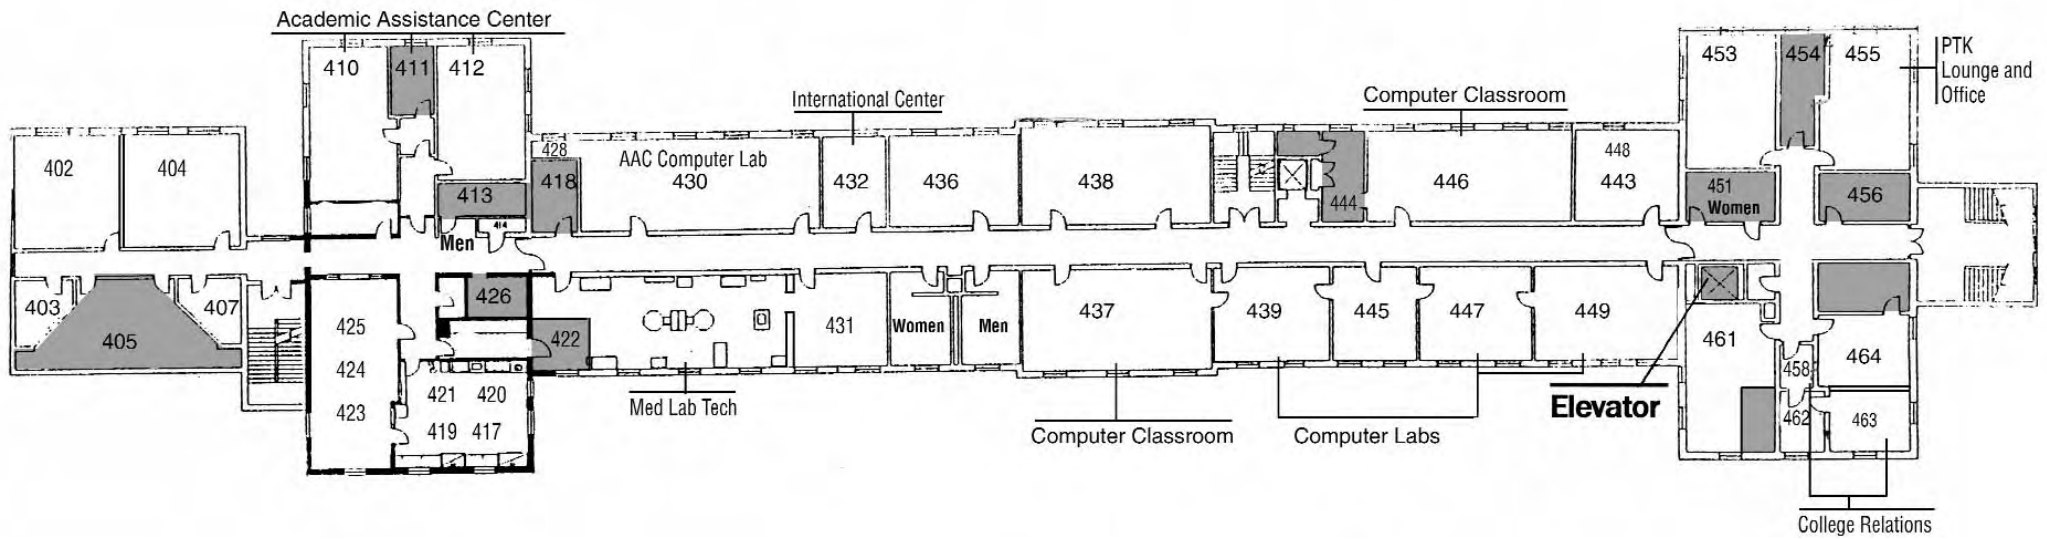 Academic Assistance Center
410
411
412
453
454
455
PTK
Lounge and
Office
International Center
Computer Classroom
402
404
413
414
Men
428
418
AAC Computer Lab
430
432
436
438
444
446
448
443
451
Women
456
403
405
407
425
424
423
426
422
421
420
419
417
Med Lab Tech
431
Women
Men
437
Computer Classroom
439
445
447
449
Computer Labs
Elevator
461
458
462
464
463
College Relations